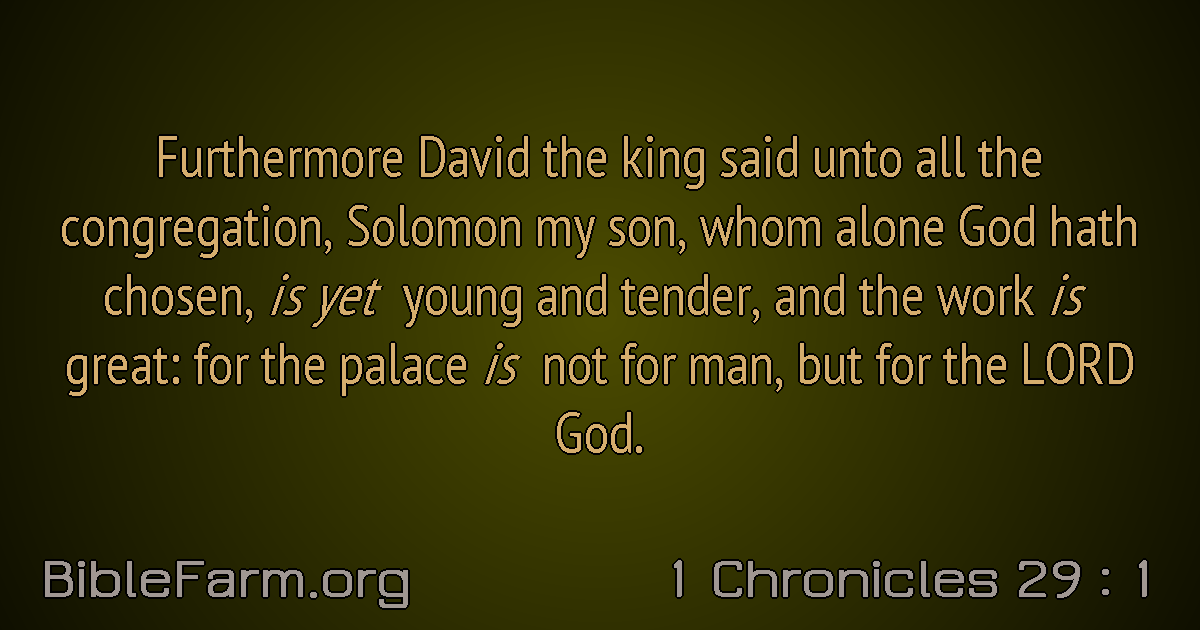 Furthermore David the king said unto all the
congregation, Solomon my son, whom alone God hath
chosen, is yet young and tender, and the work is
great: for the palace is not for man, but for the LORD
God.
BibleFarm.org
1 Chronicles 29 : 1